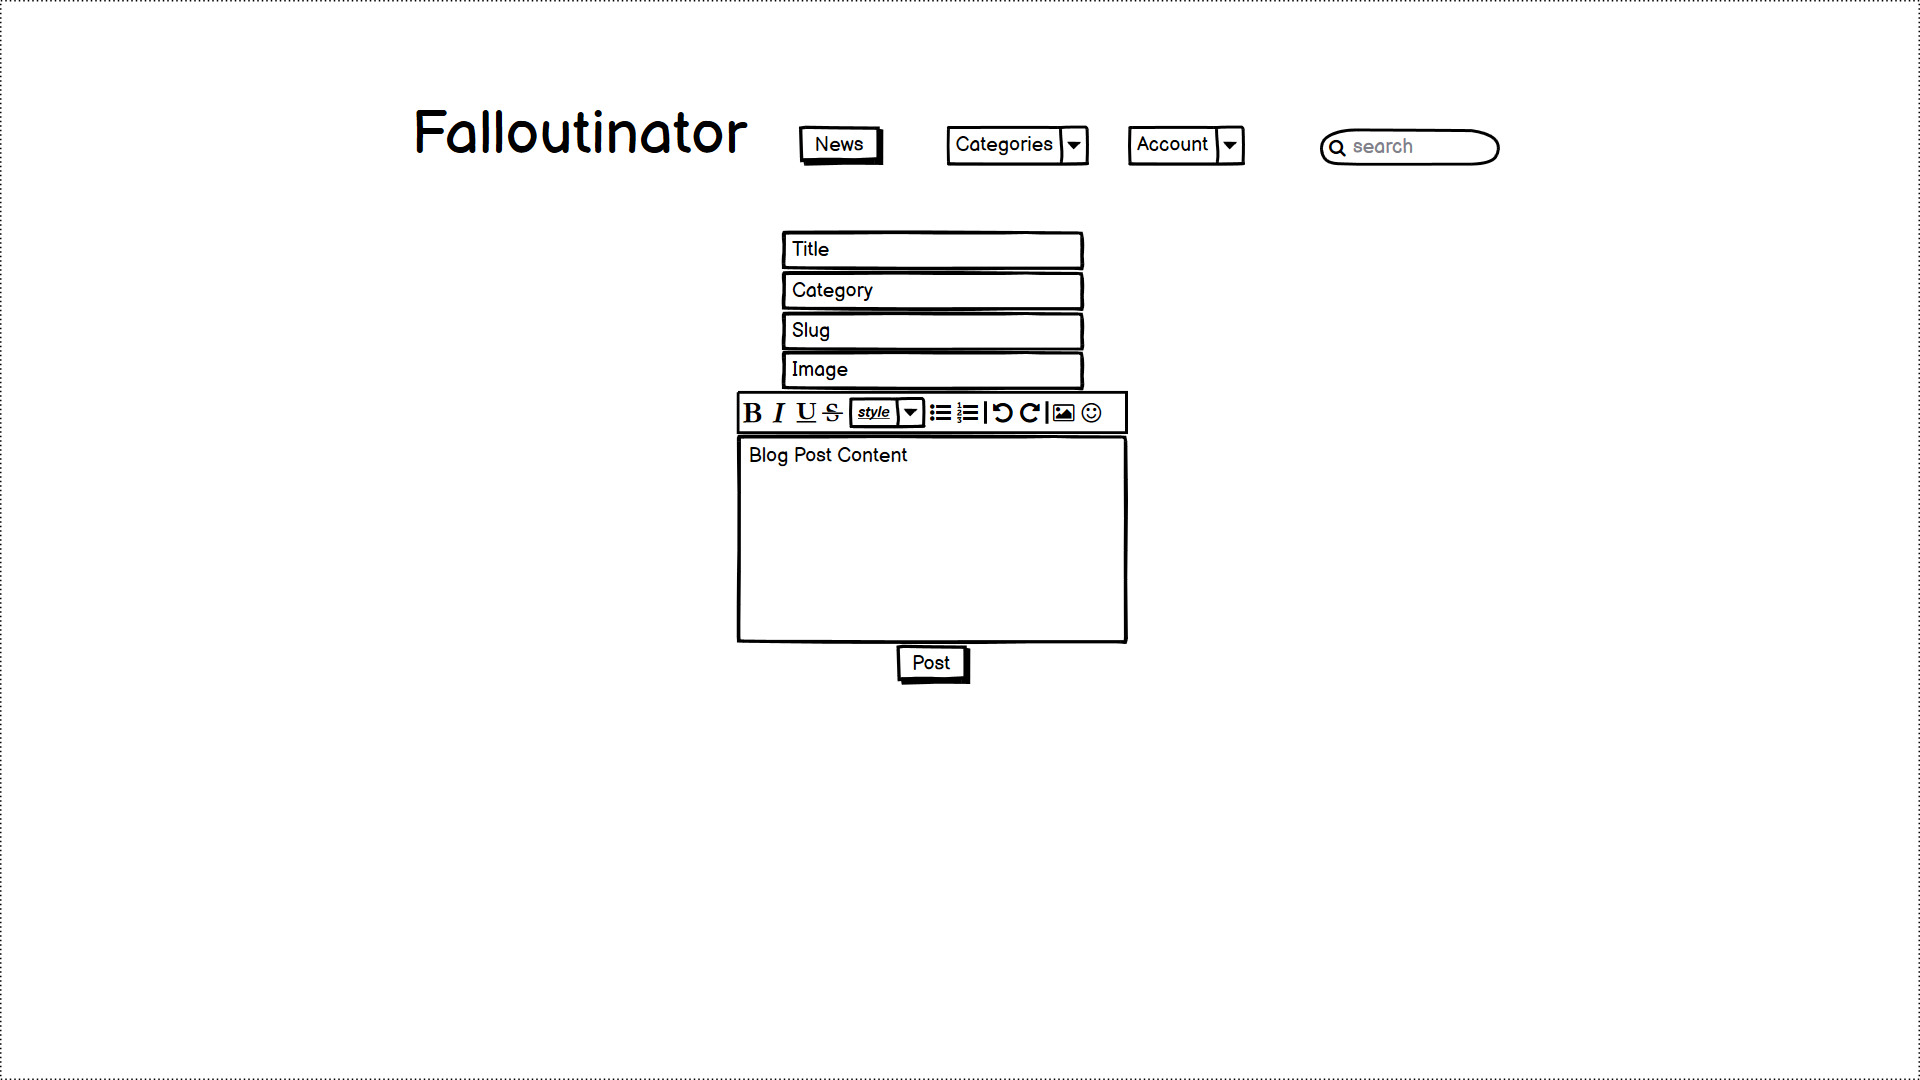 Falloutinator
News
Categories
Account
search
Title
Category
Slug
Image
B I U S style
Blog Post Content
Post